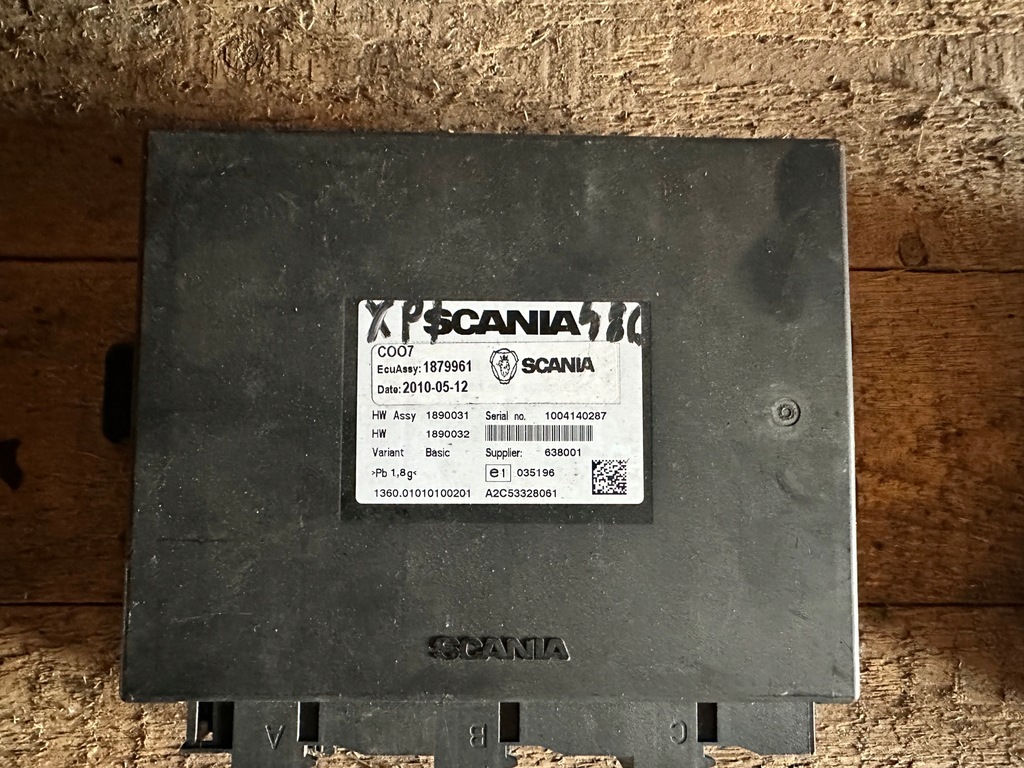 XP SCANIA 480
COO7
EcuAssy: 1879961
Date: 2010-05-12
SCANIA
HW Assy 1890031 Serial no. 1004140287
HW 1890032
Variant Basic Supplier: 638001
>Pb 1,8g< e1 035196
1360.01010100201 A2C53328061
SCANIA
A B C